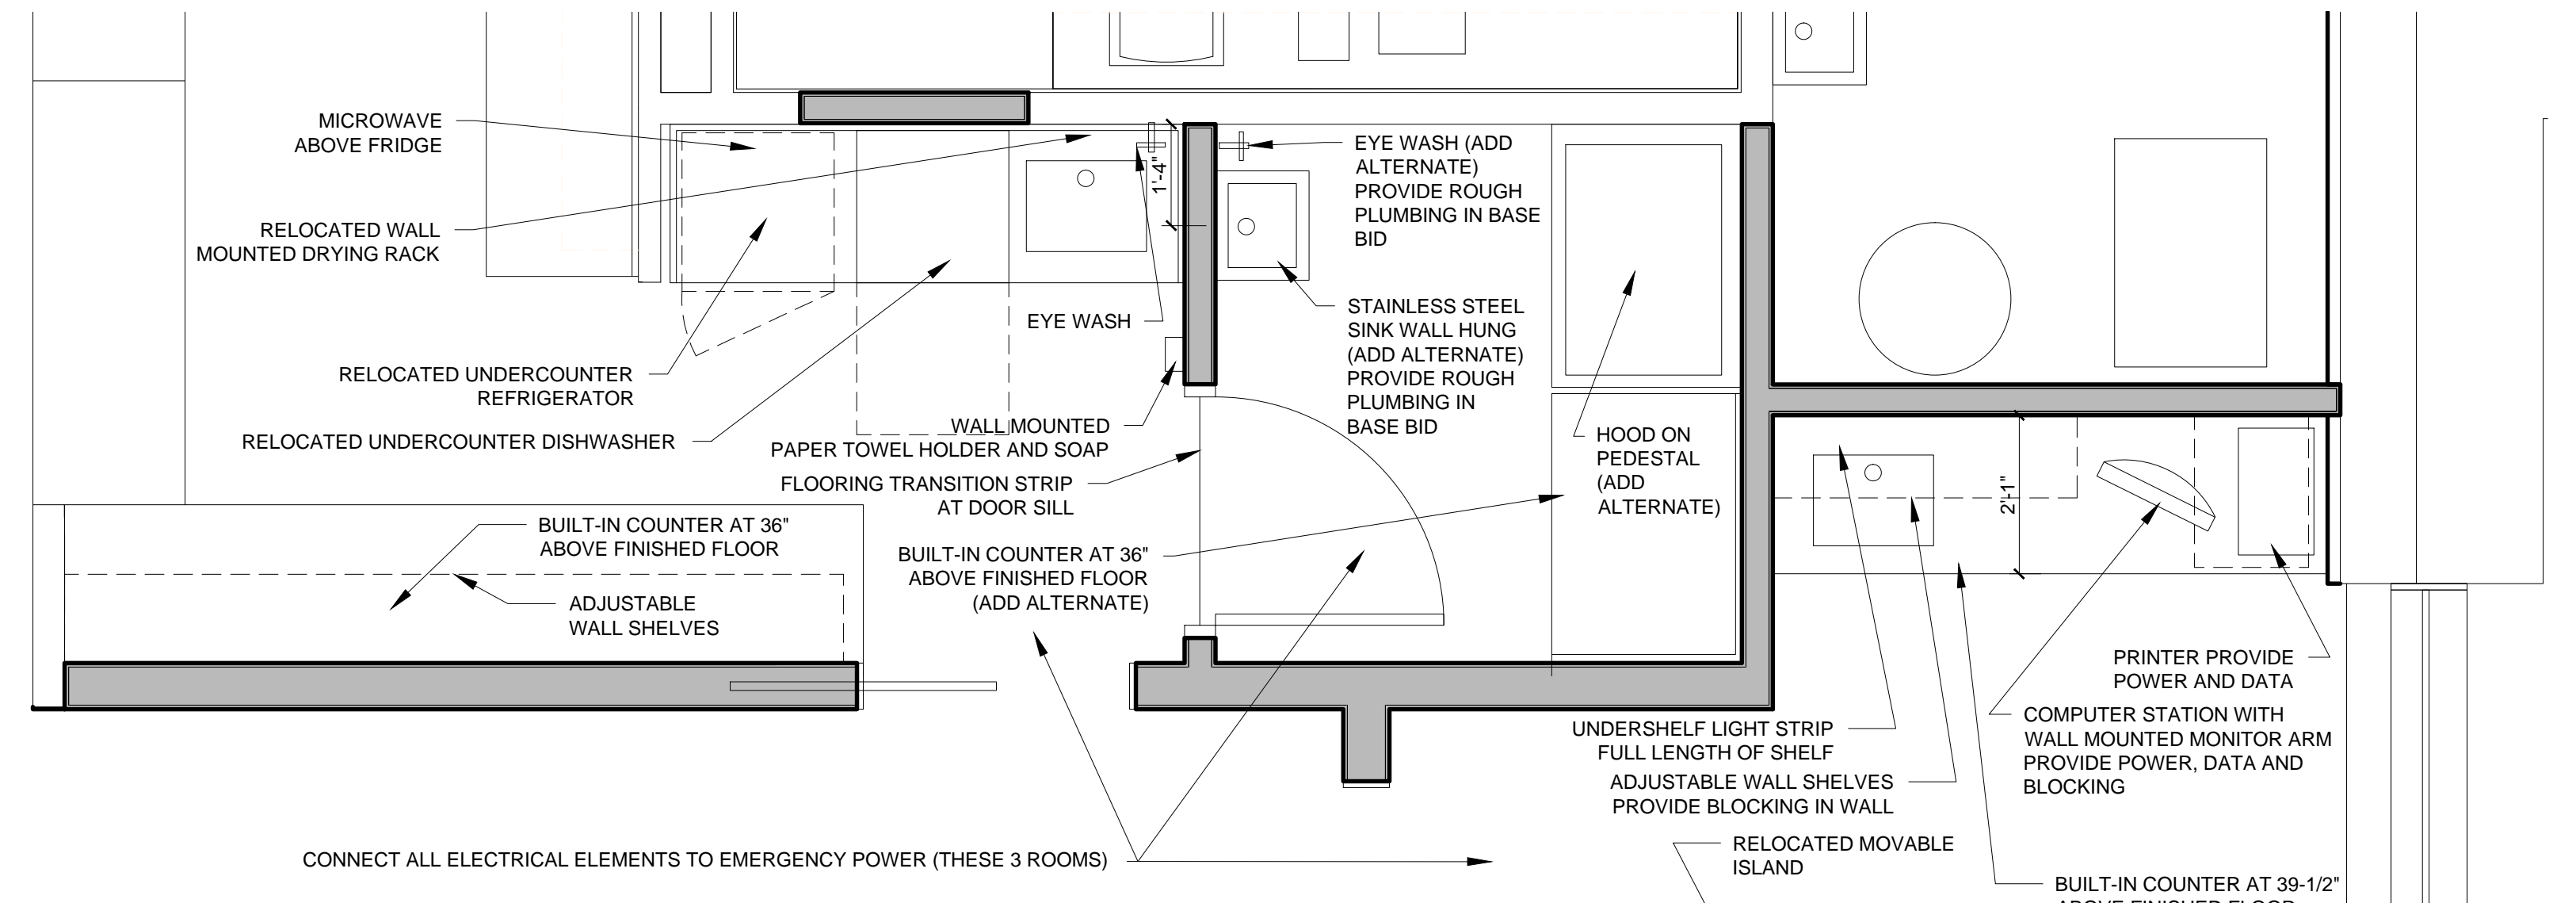 MICROWAVE
ABOVE FRIDGE
RELOCATED WALL
MOUNTED DRYING RACK
RELOCATED UNDERCOUNTER
REFRIGERATOR
RELOCATED UNDERCOUNTER DISHWASHER
1'-4"
EYE WASH
WALL MOUNTED
PAPER TOWEL HOLDER AND SOAP
FLOORING TRANSITION STRIP
AT DOOR SILL
BUILT-IN COUNTER AT 36"
ABOVE FINISHED FLOOR
ADJUSTABLE
WALL SHELVES
BUILT-IN COUNTER AT 36"
ABOVE FINISHED FLOOR
(ADD ALTERNATE)
EYE WASH (ADD
ALTERNATE)
PROVIDE ROUGH
PLUMBING IN BASE
BID
STAINLESS STEEL
SINK WALL HUNG
(ADD ALTERNATE)
PROVIDE ROUGH
PLUMBING IN
BASE BID
HOOD ON
PEDESTAL
(ADD
ALTERNATE)
2'-1"
PRINTER PROVIDE
POWER AND DATA
COMPUTER STATION WITH
WALL MOUNTED MONITOR ARM
PROVIDE POWER, DATA AND
BLOCKING
UNDERSHELF LIGHT STRIP
FULL LENGTH OF SHELF
ADJUSTABLE WALL SHELVES
PROVIDE BLOCKING IN WALL
RELOCATED MOVABLE
ISLAND
CONNECT ALL ELECTRICAL ELEMENTS TO EMERGENCY POWER (THESE 3 ROOMS)
BUILT-IN COUNTER AT 39-1/2"
ABOVE FINISHED FLOOR